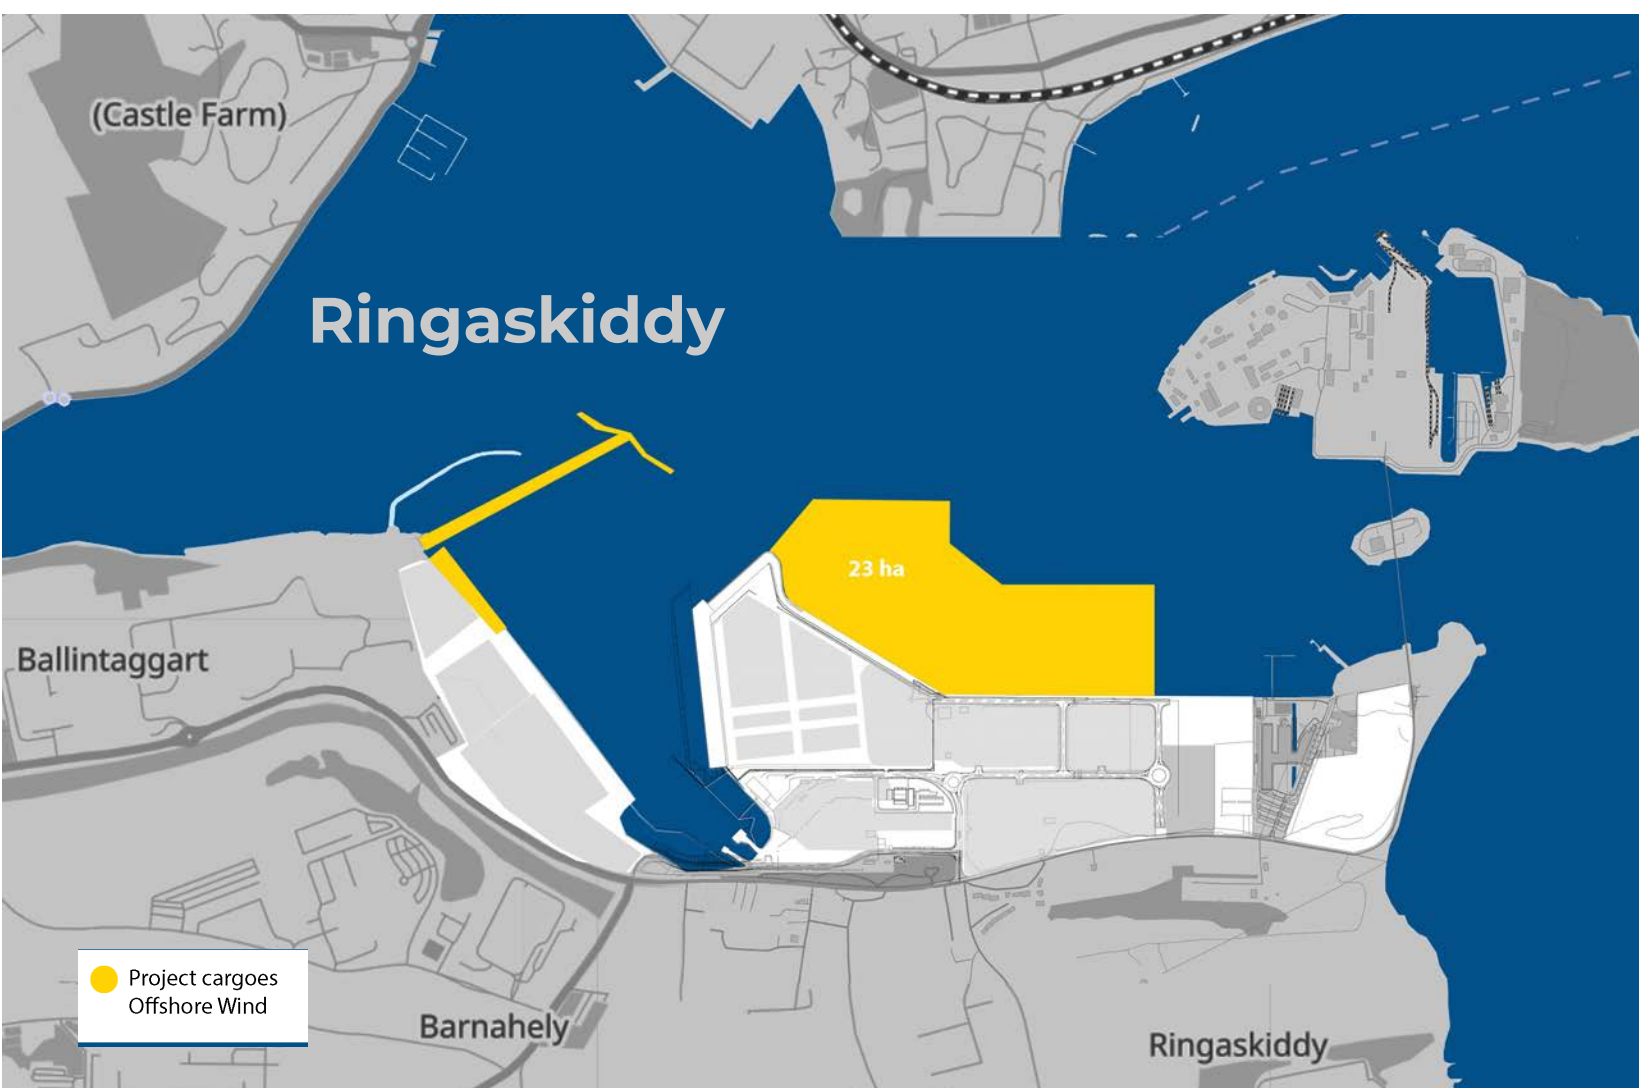 (Castle Farm)
Ringaskiddy
23 ha
Ballintaggart
Project cargoes
Offshore Wind
Barnahely
Ringaskiddy